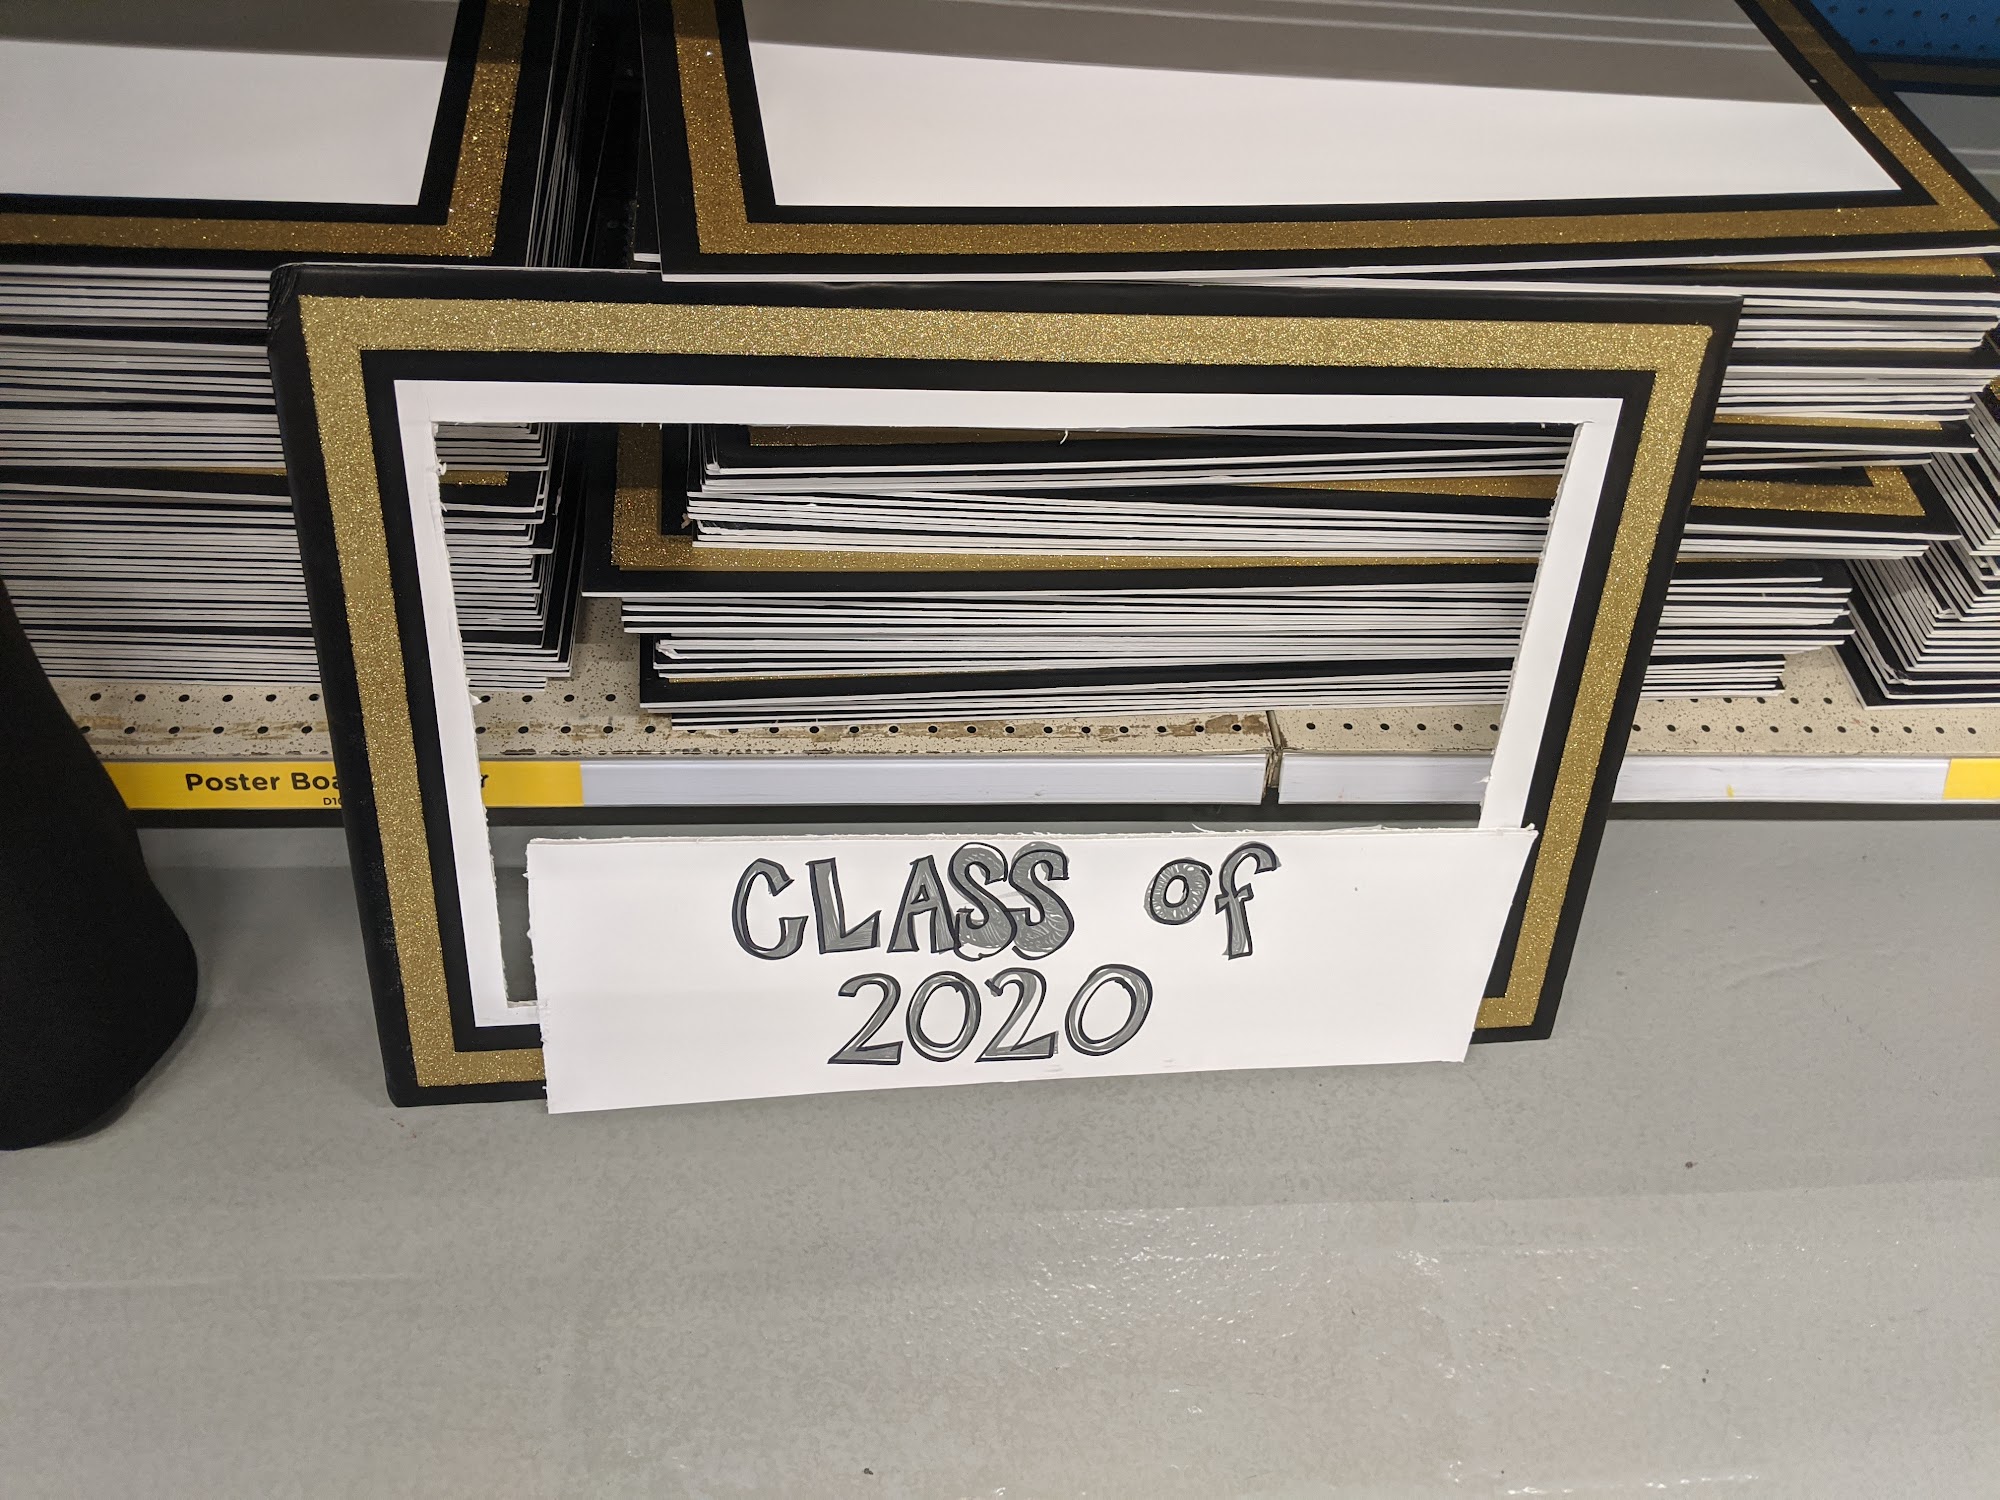 Poster Boa
CLASS of
2020